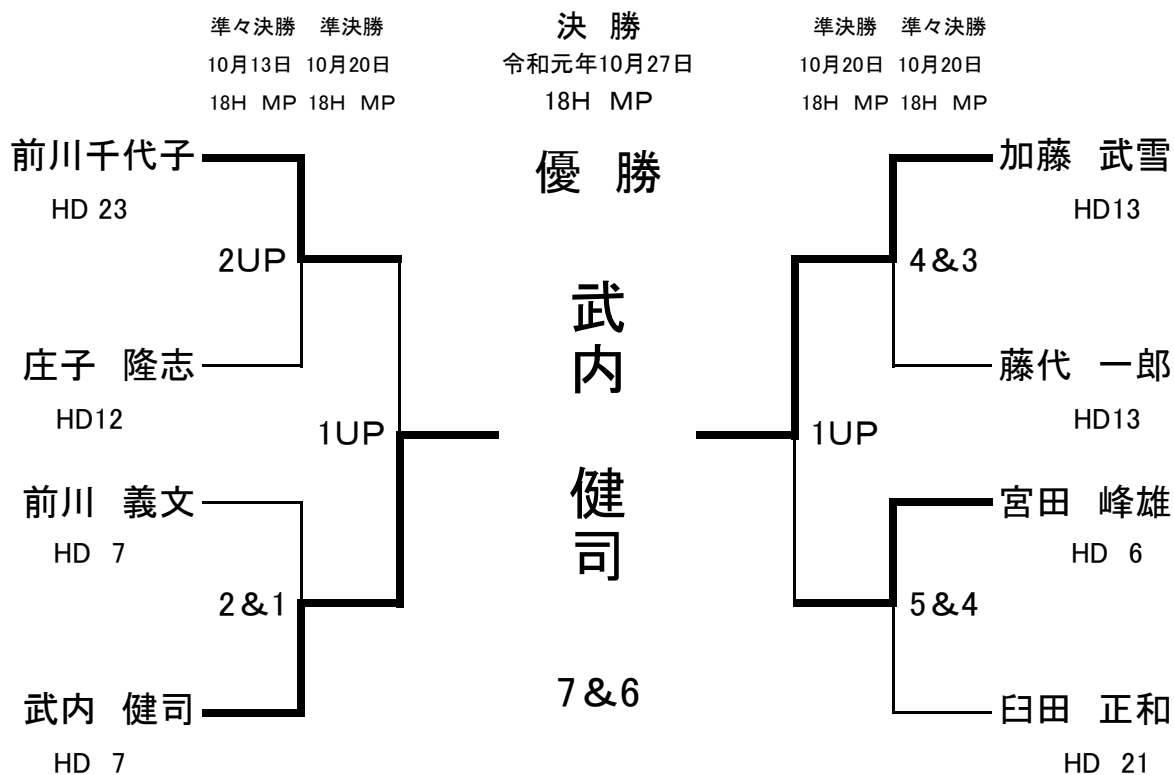 準々決勝 準決勝 決 勝 準決勝 準々決勝
10月13日 10月20日 令和元年10月27日 10月20日 10月20日
18H MP 18H MP 18H MP 18H MP 18H MP
前川千代子 優 勝 加藤 武雪
HD 23 HD13
2UP 4&3
武内 健司
庄子 隆志 藤代 一郎
HD12 HD13
1UP 1UP
前川 義文 宮田 峰雄
HD 7 HD 6
2&1 5&4
7&6
武内 健司 臼田 正和
HD 7 HD 21